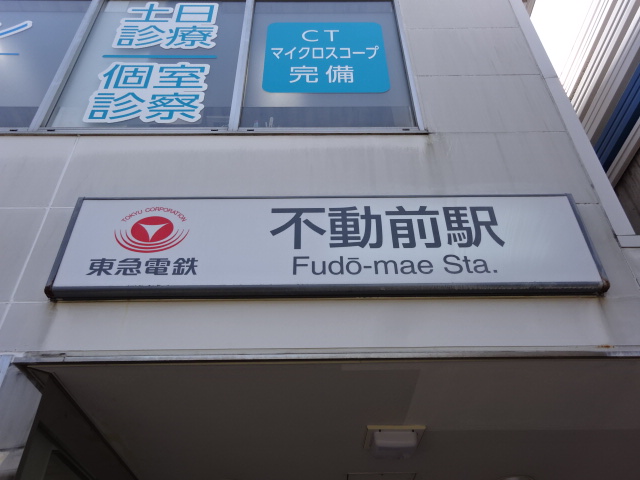 土日
診療
個室
診察
CT
マイクロスコープ
完備
TOKYU CORPORATION
東急電鉄
不動前駅
Fudō-mae Sta.